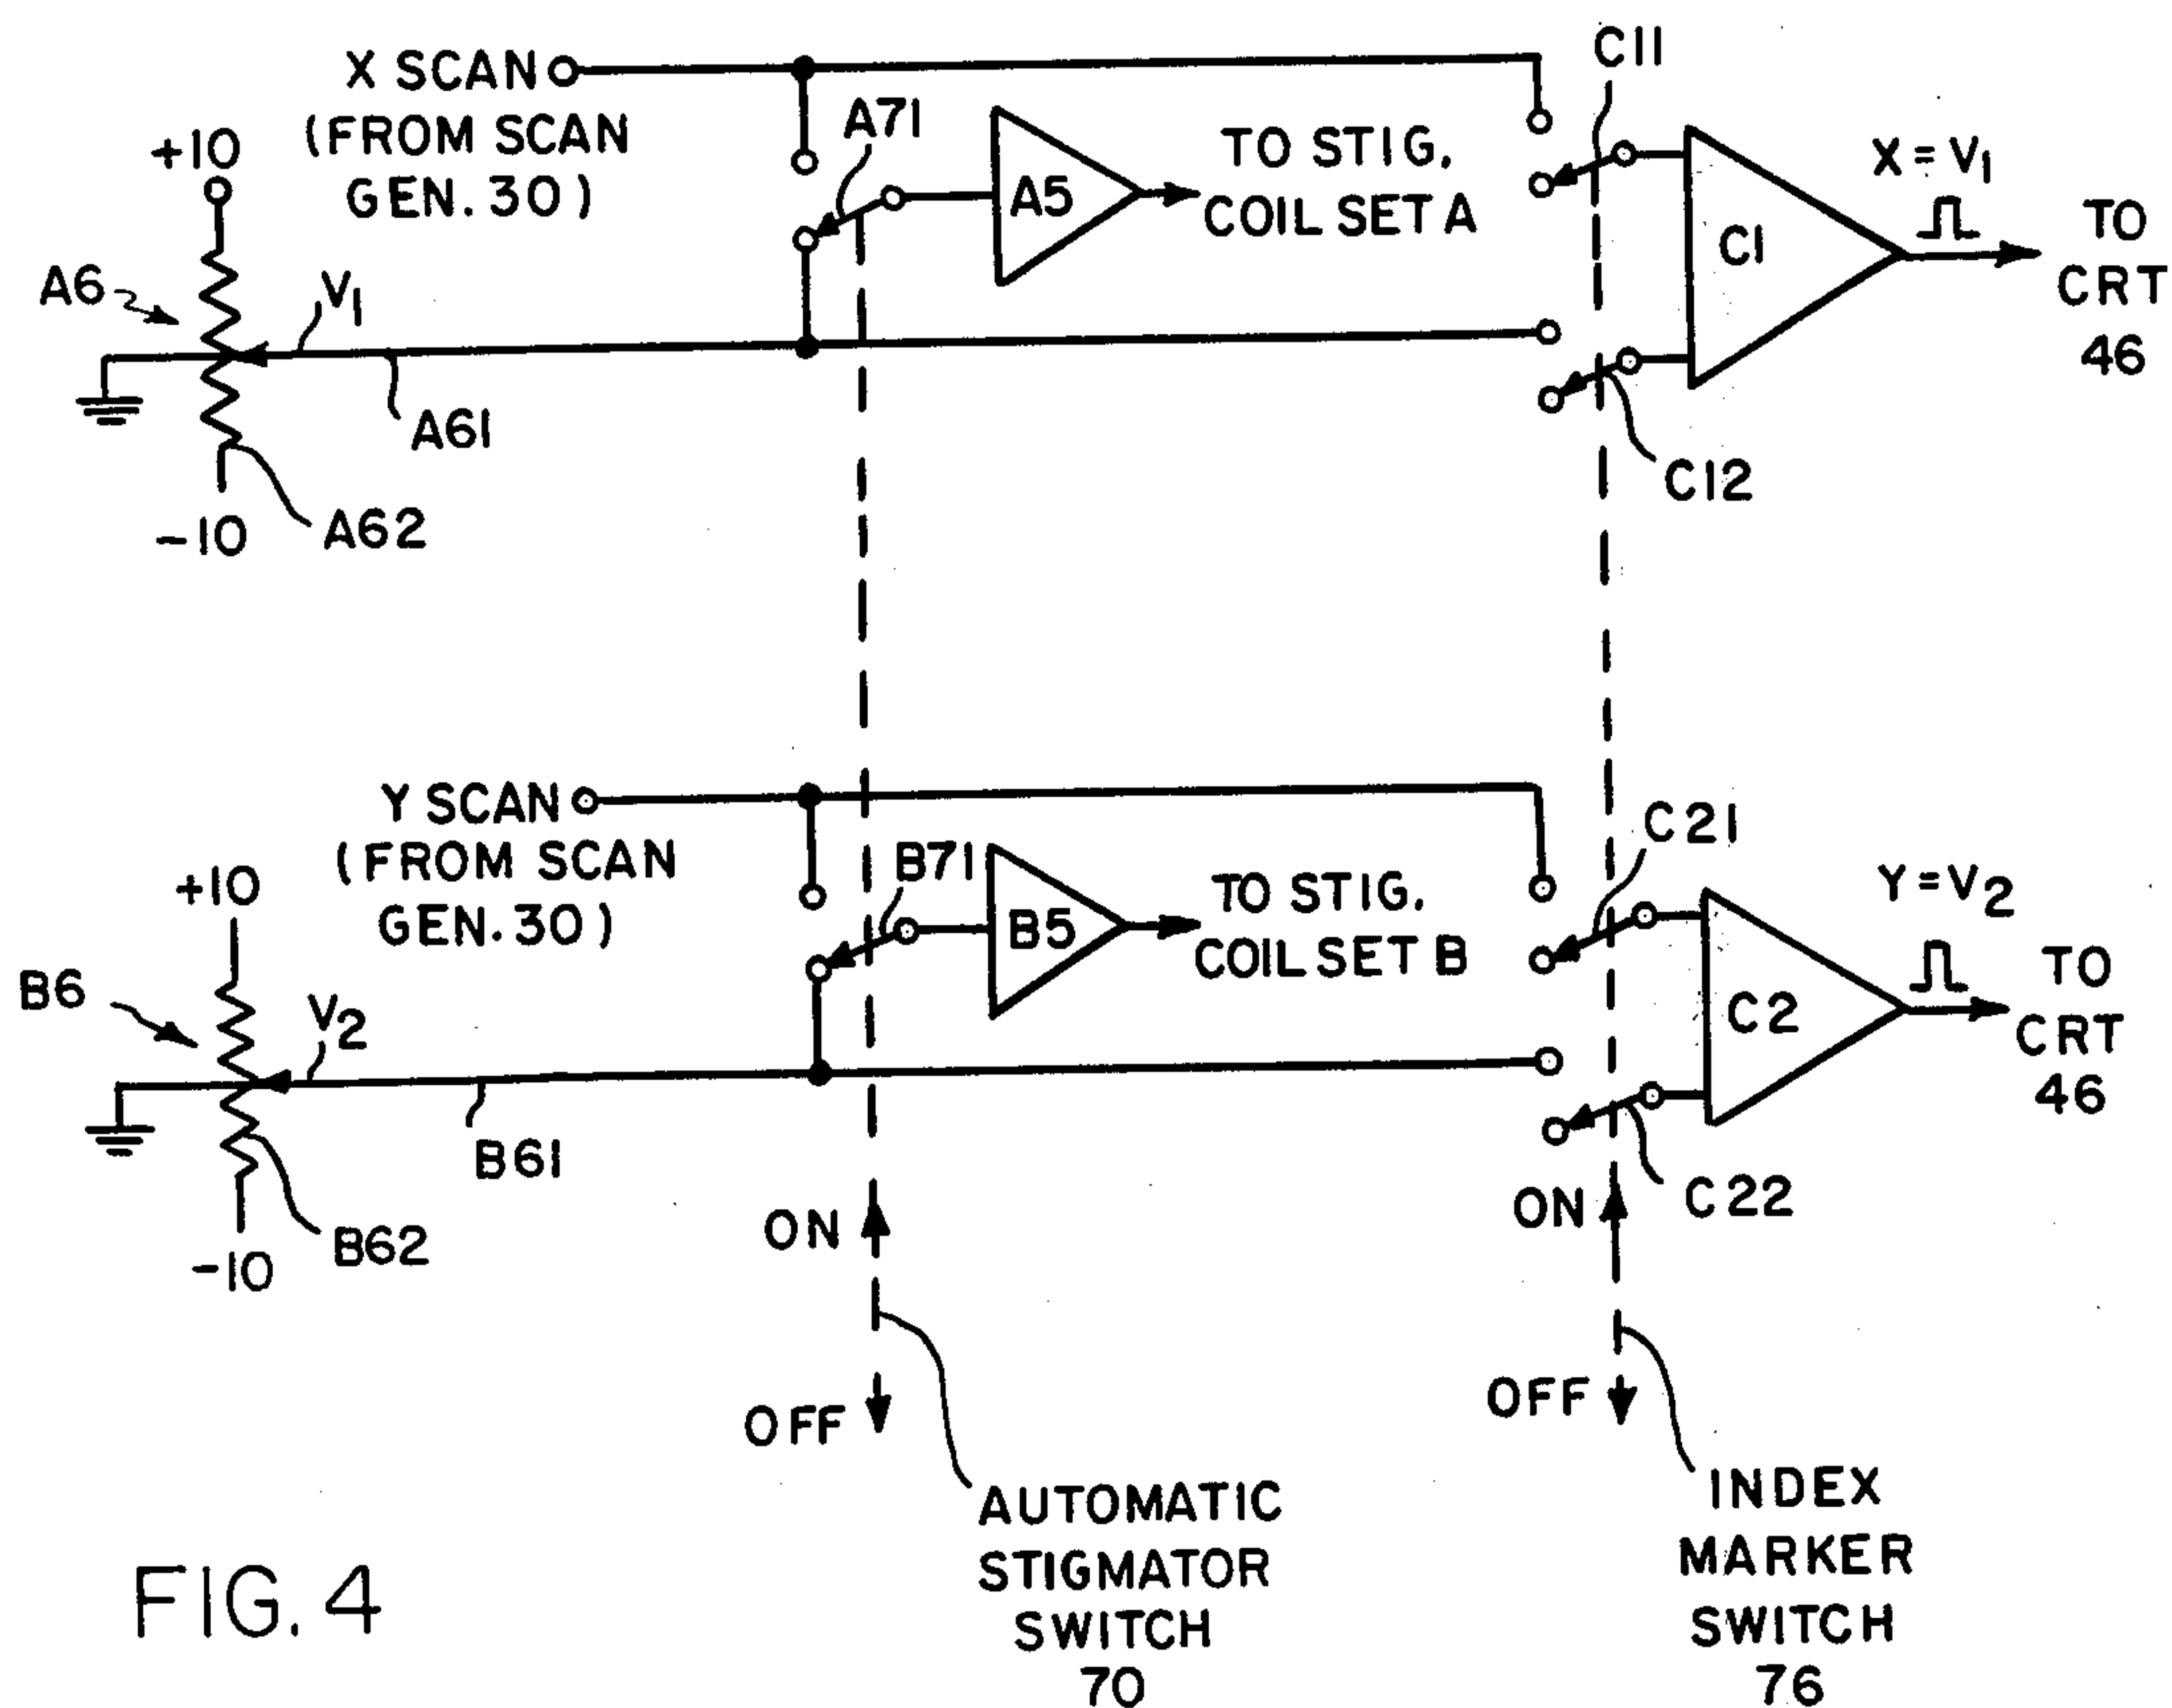 X SCAN
(FROM SCAN
GEN. 30)
+10
A6
V1
A61
A62
-10
A71
A5
TO STIG.
COIL SET A
C11
C12
C1
X = V1
TO
CRT
46
Y SCAN
(FROM SCAN
GEN. 30)
+10
B6
V2
B61
B62
-10
B71
B5
TO STIG.
COIL SET B
C21
C22
C2
Y = V2
TO
CRT
46
ON
OFF
AUTOMATIC
STIGMATOR
SWITCH
70
ON
OFF
INDEX
MARKER
SWITCH
76
FIG. 4